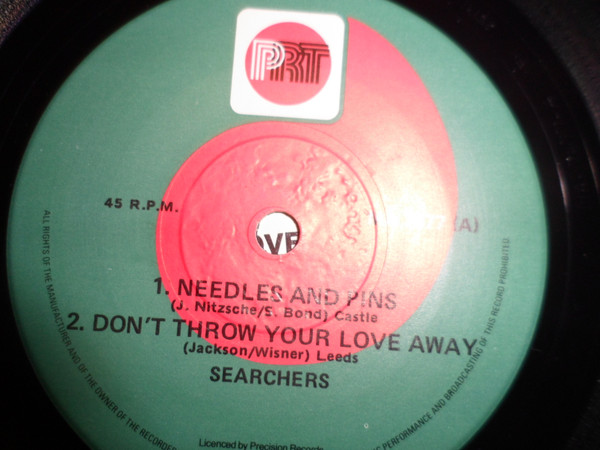 PRT
45 R.P.M.
(A)
OVE
1. NEEDLES AND PINS
(J. Nitzsche/S. Bond) Castle
2. DON'T THROW YOUR LOVE AWAY
(Jackson/Wisner) Leeds
SEARCHERS
Licenced by Precision Records
ALL RIGHTS OF THE MANUFACTURER AND OF THE OWNER OF THE RECORDED
PERFORMANCE AND BROADCASTING OF THIS RECORD PROHIBITED